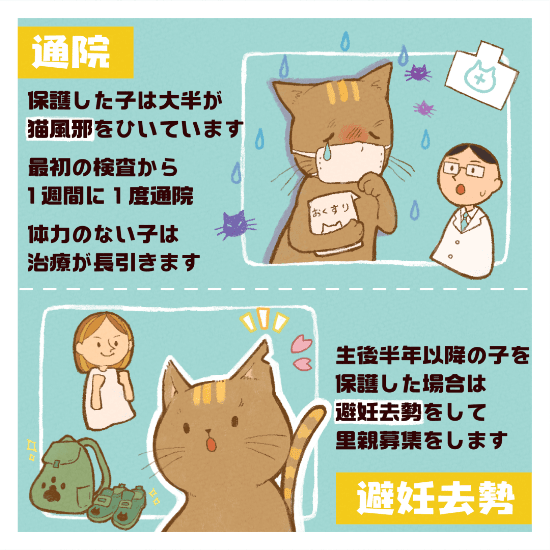 通院
保護した子は大半が
猫風邪をひいています
最初の検査から
1週間に1度通院
体力のない子は
治療が長引きます
おくすり
生後半年以降の子を
保護した場合は
避妊去勢をして
里親募集をします
避妊去勢